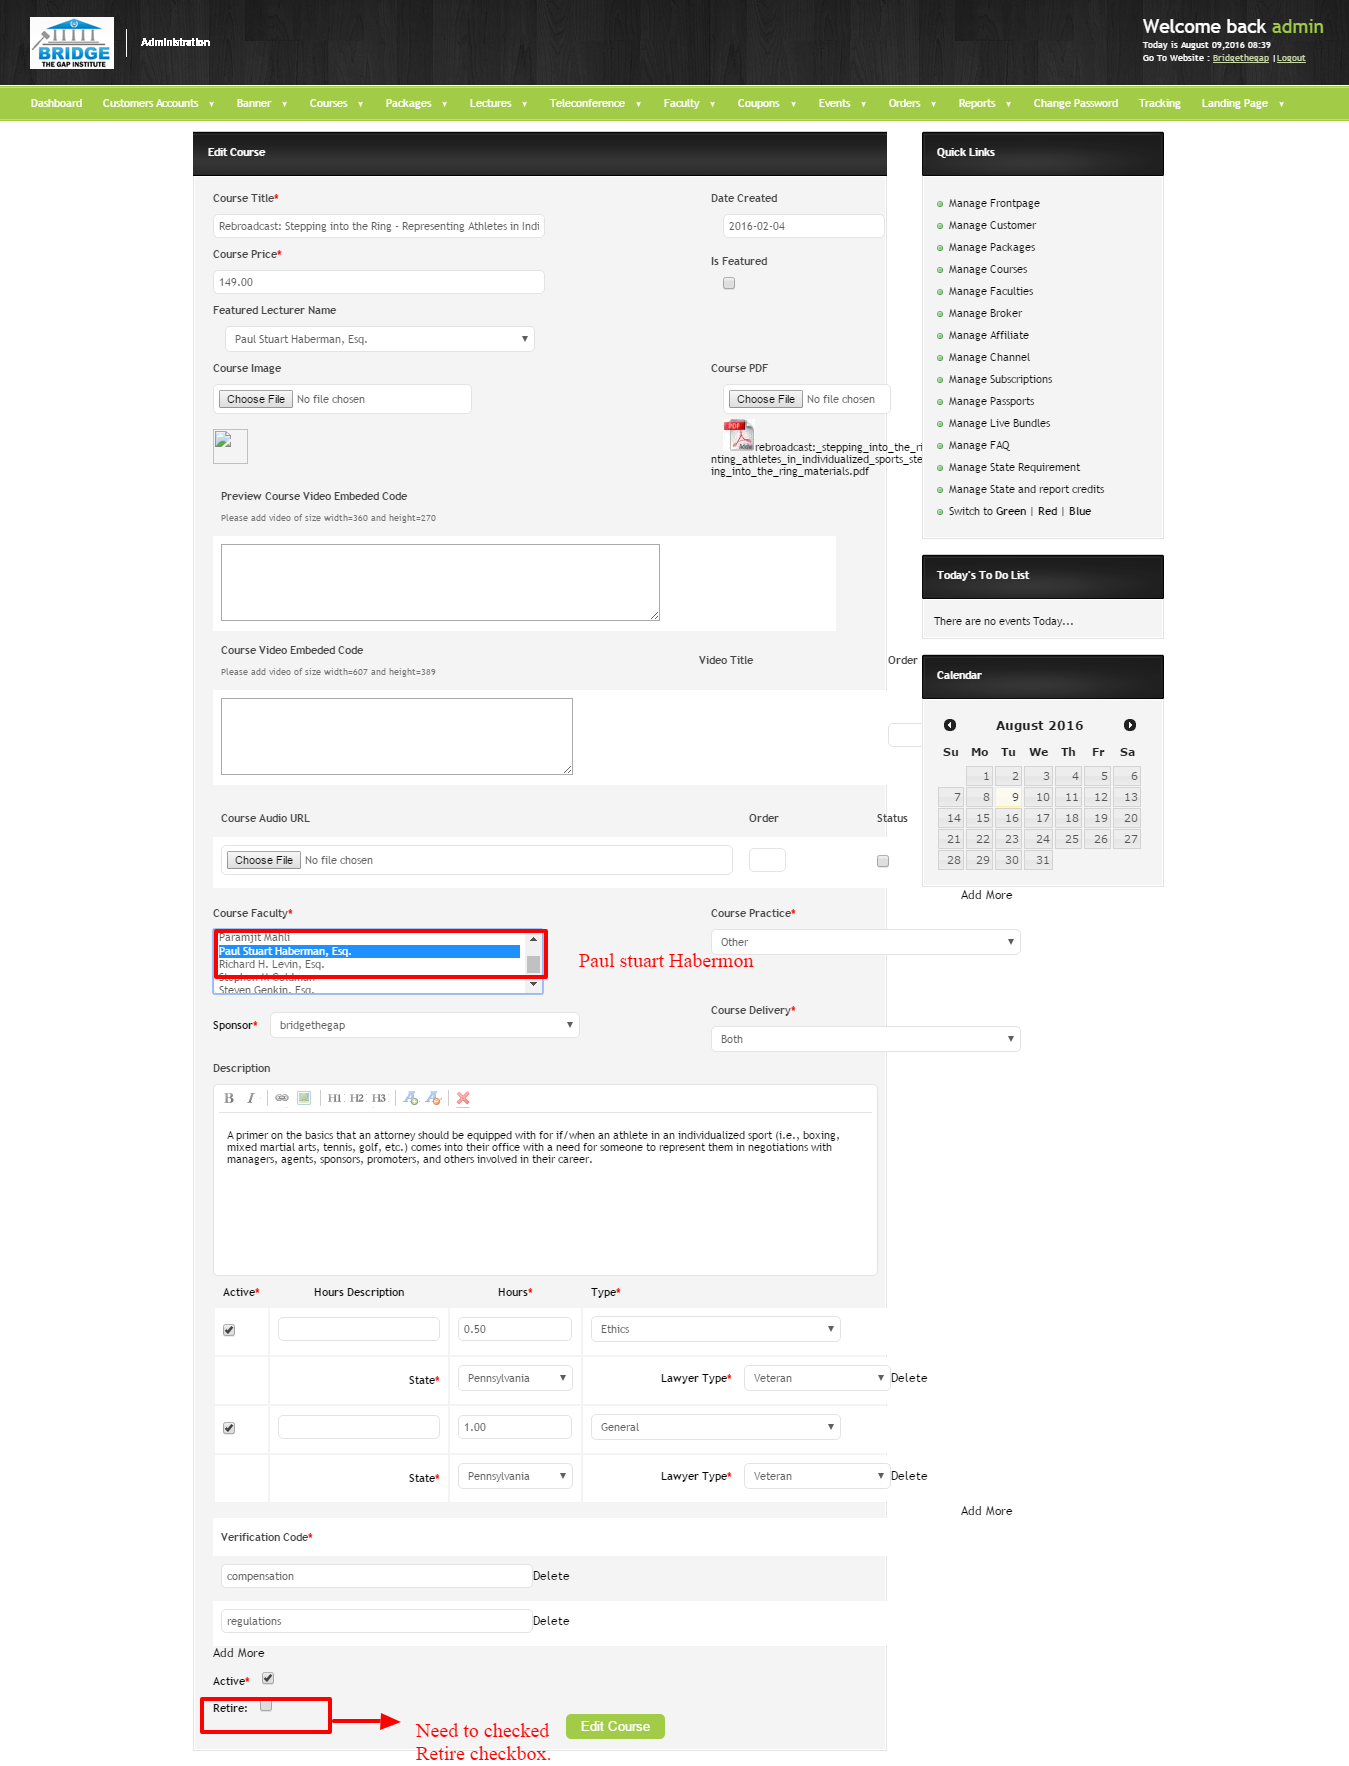 BRIDGE
THE GAP INSTITUTE
Administration
Welcome back admin
Today is August 09,2016 08:39
Go To Website : Bridgethegap |Logout
Dashboard Customers Accounts ▼ Banner ▼ Courses ▼ Packages ▼ Lectures ▼ Teleconference ▼ Faculty ▼ Coupons ▼ Events ▼ Orders ▼ Reports ▼ Change Password Tracking Landing Page ▼
Edit Course
Course Title*
Date Created
Rebroadcast: Stepping into the Ring - Representing Athletes in Indi
2016-02-04
Course Price*
Is Featured
149.00
Featured Lecturer Name
Paul Stuart Haberman, Esq.
Course Image
Course PDF
Choose File No file chosen
Choose File No file chosen
PDF
Adobe
rebroadcast:_stepping_into_the_ri
nting_athletes_in_individualized_sports_ste
ing_into_the_ring_materials.pdf
Preview Course Video Embeded Code
Please add video of size width=360 and height=270
Course Video Embeded Code
Video Title
Order
Please add video of size width=607 and height=389
Course Audio URL
Order
Status
Choose File No file chosen
Add More
Course Faculty*
Course Practice*
Paramjit Mahli
Paul Stuart Haberman, Esq.
Richard H. Levin, Esq.
Stephen M Goldman
Steven Genkin, Esq.
Other
Paul stuart Habermon
Sponsor*
bridgethegap
Course Delivery*
Both
Description
B I H1 H2 H3
A primer on the basics that an attorney should be equipped with for if/when an athlete in an individualized sport (i.e., boxing,
mixed martial arts, tennis, golf, etc.) comes into their office with a need for someone to represent them in negotiations with
managers, agents, sponsors, promoters, and others involved in their career.
Active* Hours Description Hours* Type*
0.50 Ethics
State* Pennsylvania Lawyer Type* Veteran Delete
1.00 General
State* Pennsylvania Lawyer Type* Veteran Delete
Add More
Verification Code*
compensation Delete
regulations Delete
Add More
Active*
Retire:
Need to checked
Retire checkbox.
Edit Course
Quick Links
Manage Frontpage
Manage Customer
Manage Packages
Manage Courses
Manage Faculties
Manage Broker
Manage Affiliate
Manage Channel
Manage Subscriptions
Manage Passports
Manage Live Bundles
Manage FAQ
Manage State Requirement
Manage State and report credits
Switch to Green | Red | Blue
Today's To Do List
There are no events Today...
Calendar
August 2016
Su Mo Tu We Th Fr Sa
1 2 3 4 5 6
7 8 9 10 11 12 13
14 15 16 17 18 19 20
21 22 23 24 25 26 27
28 29 30 31